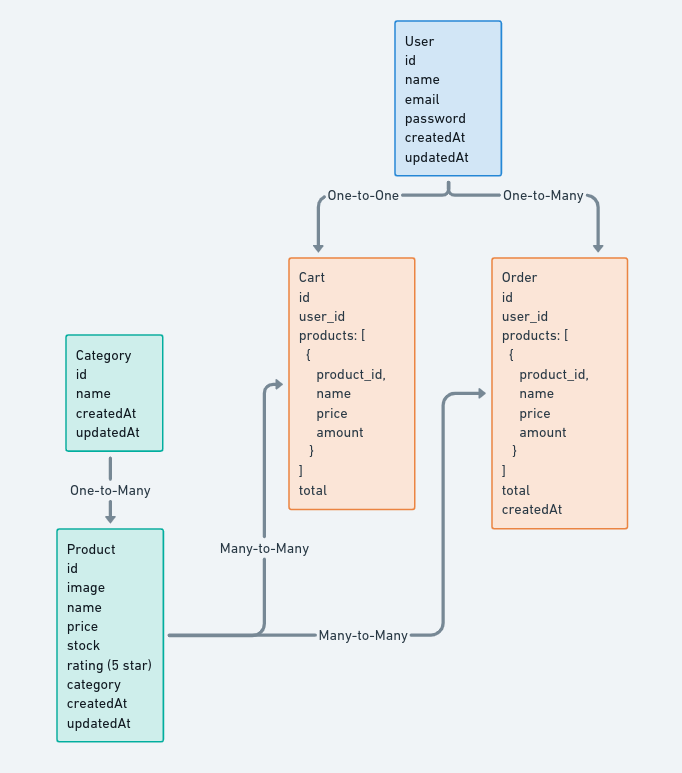 User
id
name
email
password
createdAt
updatedAt
One-to-One
One-to-Many
Cart
id
user_id
products: [
{
product_id,
name
price
amount
}
]
total
Order
id
user_id
products: [
{
product_id,
name
price
amount
}
]
total
createdAt
Category
id
name
createdAt
updatedAt
One-to-Many
Product
id
image
name
price
stock
rating (5 star)
category
createdAt
updatedAt
Many-to-Many
Many-to-Many